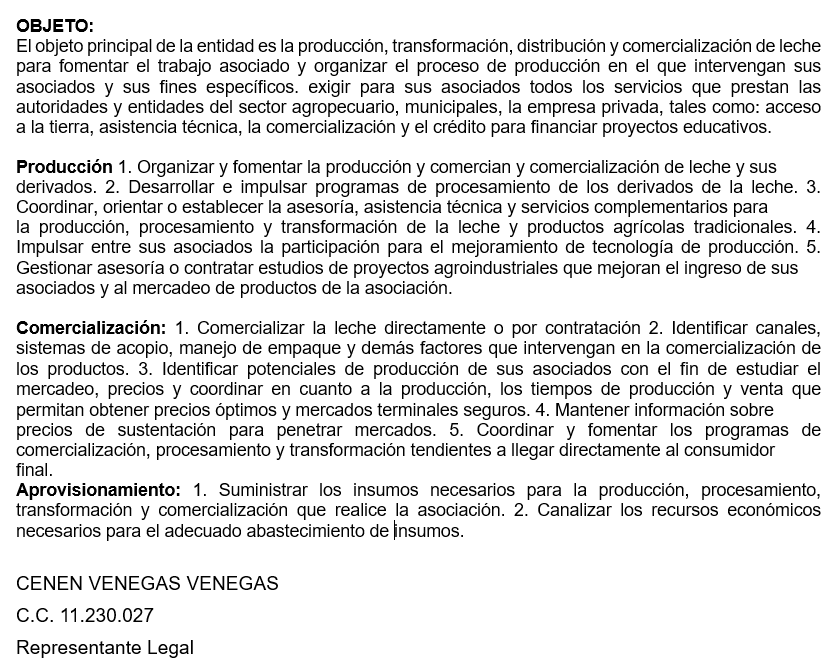 OBJETO:
El objeto principal de la entidad es la producción, transformación, distribución y comercialización de leche
para fomentar el trabajo asociado y organizar el proceso de producción en el que intervengan sus
asociados y sus fines específicos. exigir para sus asociados todos los servicios que prestan las
autoridades y entidades del sector agropecuario, municipales, la empresa privada, tales como: acceso
a la tierra, asistencia técnica, la comercialización y el crédito para financiar proyectos educativos.
Producción 1. Organizar y fomentar la producción y comercian y comercialización de leche y sus
derivados. 2. Desarrollar e impulsar programas de procesamiento de los derivados de la leche. 3.
Coordinar, orientar o establecer la asesoría, asistencia técnica y servicios complementarios para
la producción, procesamiento y transformación de la leche y productos agrícolas tradicionales. 4.
Impulsar entre sus asociados la participación para el mejoramiento de tecnología de producción. 5.
Gestionar asesoría o contratar estudios de proyectos agroindustriales que mejoran el ingreso de sus
asociados y al mercadeo de productos de la asociación.
Comercialización: 1. Comercializar la leche directamente o por contratación 2. Identificar canales,
sistemas de acopio, manejo de empaque y demás factores que intervengan en la comercialización de
los productos. 3. Identificar potenciales de producción de sus asociados con el fin de estudiar el
mercadeo, precios y coordinar en cuanto a la producción, los tiempos de producción y venta que
permitan obtener precios óptimos y mercados terminales seguros. 4. Mantener información sobre
precios de sustentación para penetrar mercados. 5. Coordinar y fomentar los programas de
comercialización, procesamiento y transformación tendientes a llegar directamente al consumidor
final.
Aprovisionamiento: 1. Suministrar los insumos necesarios para la producción, procesamiento,
transformación y comercialización que realice la asociación. 2. Canalizar los recursos económicos
necesarios para el adecuado abastecimiento de insumos.
CENEN VENEGAS VENEGAS
C.C. 11.230.027
Representante Legal